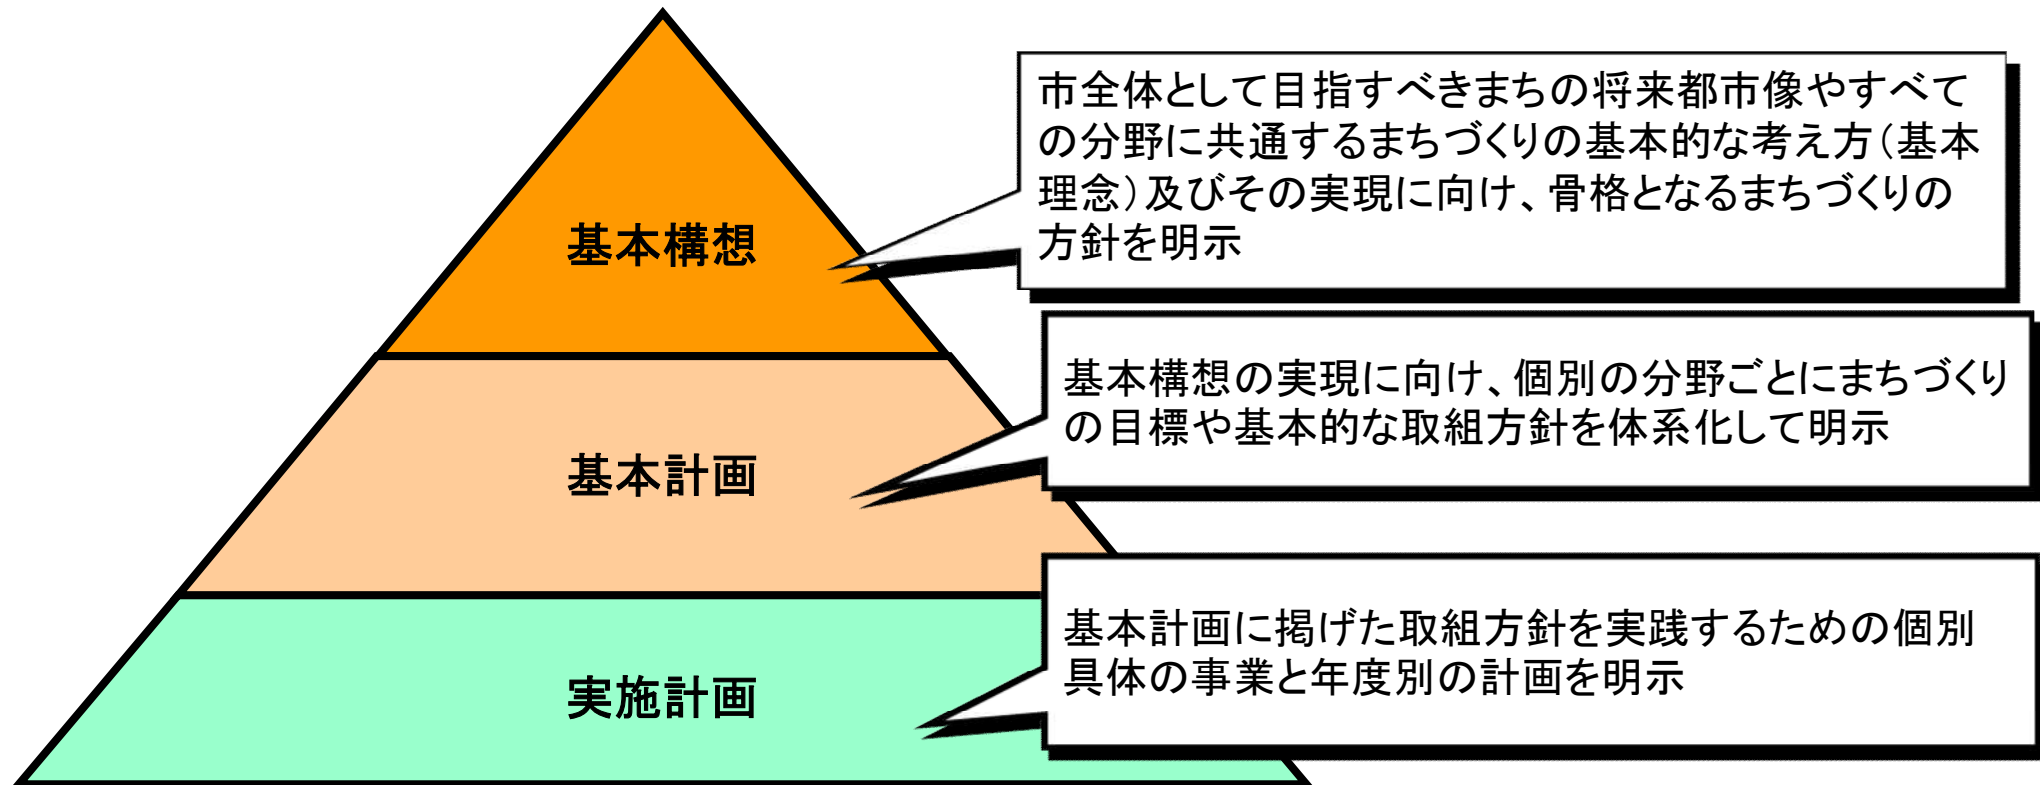 市全体として目指すべきまちの将来都市像やすべて
の分野に共通するまちづくりの基本的な考え方(基本
理念)及びその実現に向け、骨格となるまちづくりの
方針を明示
基本構想
基本構想の実現に向け、個別の分野ごとにまちづくり
の目標や基本的な取組方針を体系化して明示
基本計画
基本計画に掲げた取組方針を実践するための個別
具体の事業と年度別の計画を明示
実施計画